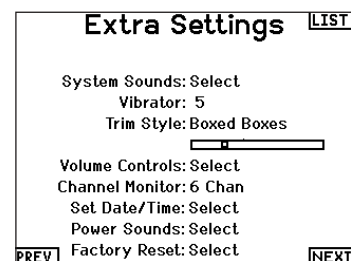 Extra Settings LIST
System Sounds: Select
Vibrator: 5
Trim Style: Boxed Boxes
Volume Controls: Select
Channel Monitor: 6 Chan
Set Date/Time: Select
Power Sounds: Select
Factory Reset: Select
PREV NEXT